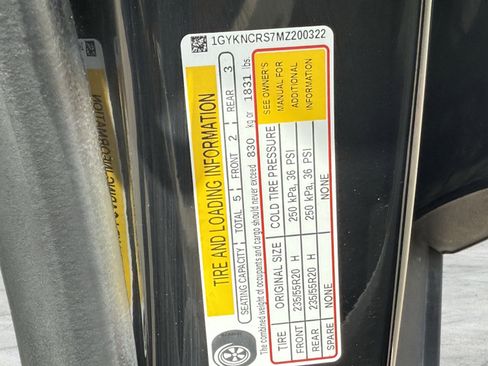 1GYKNCRS7MZ200322
TIRE AND LOADING INFORMATION
SEATING CAPACITY TOTAL 5 FRONT 2 REAR 3
The combined weight of occupants and cargo should never exceed 830 kg or 1831 lbs.
TIRE ORIGINAL SIZE COLD TIRE PRESSURE
FRONT 235/55R20 H 250 kPa, 36 PSI
REAR 235/55R20 H 250 kPa, 36 PSI
SPARE NONE NONE
SEE OWNER'S
MANUAL FOR
ADDITIONAL
INFORMATION